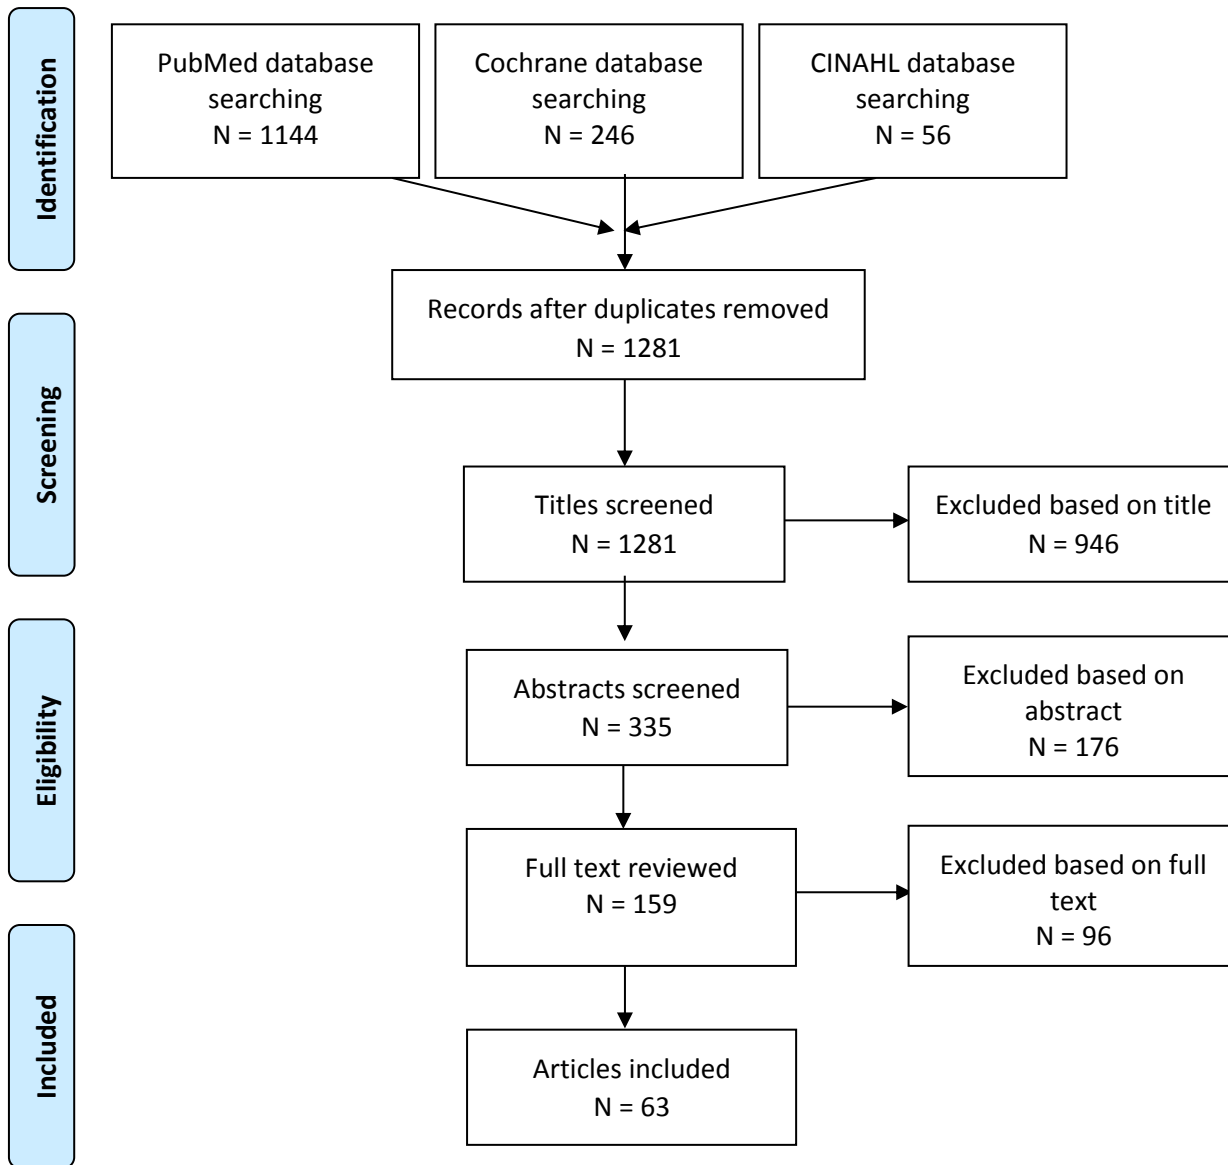 Identification
PubMed database
searching
N = 1144
Cochrane database
searching
N = 246
CINAHL database
searching
N = 56
Records after duplicates removed
N = 1281
Screening
Titles screened
N = 1281
Excluded based on title
N = 946
Eligibility
Abstracts screened
N = 335
Excluded based on
abstract
N = 176
Full text reviewed
N = 159
Excluded based on full
text
N = 96
Included
Articles included
N = 63